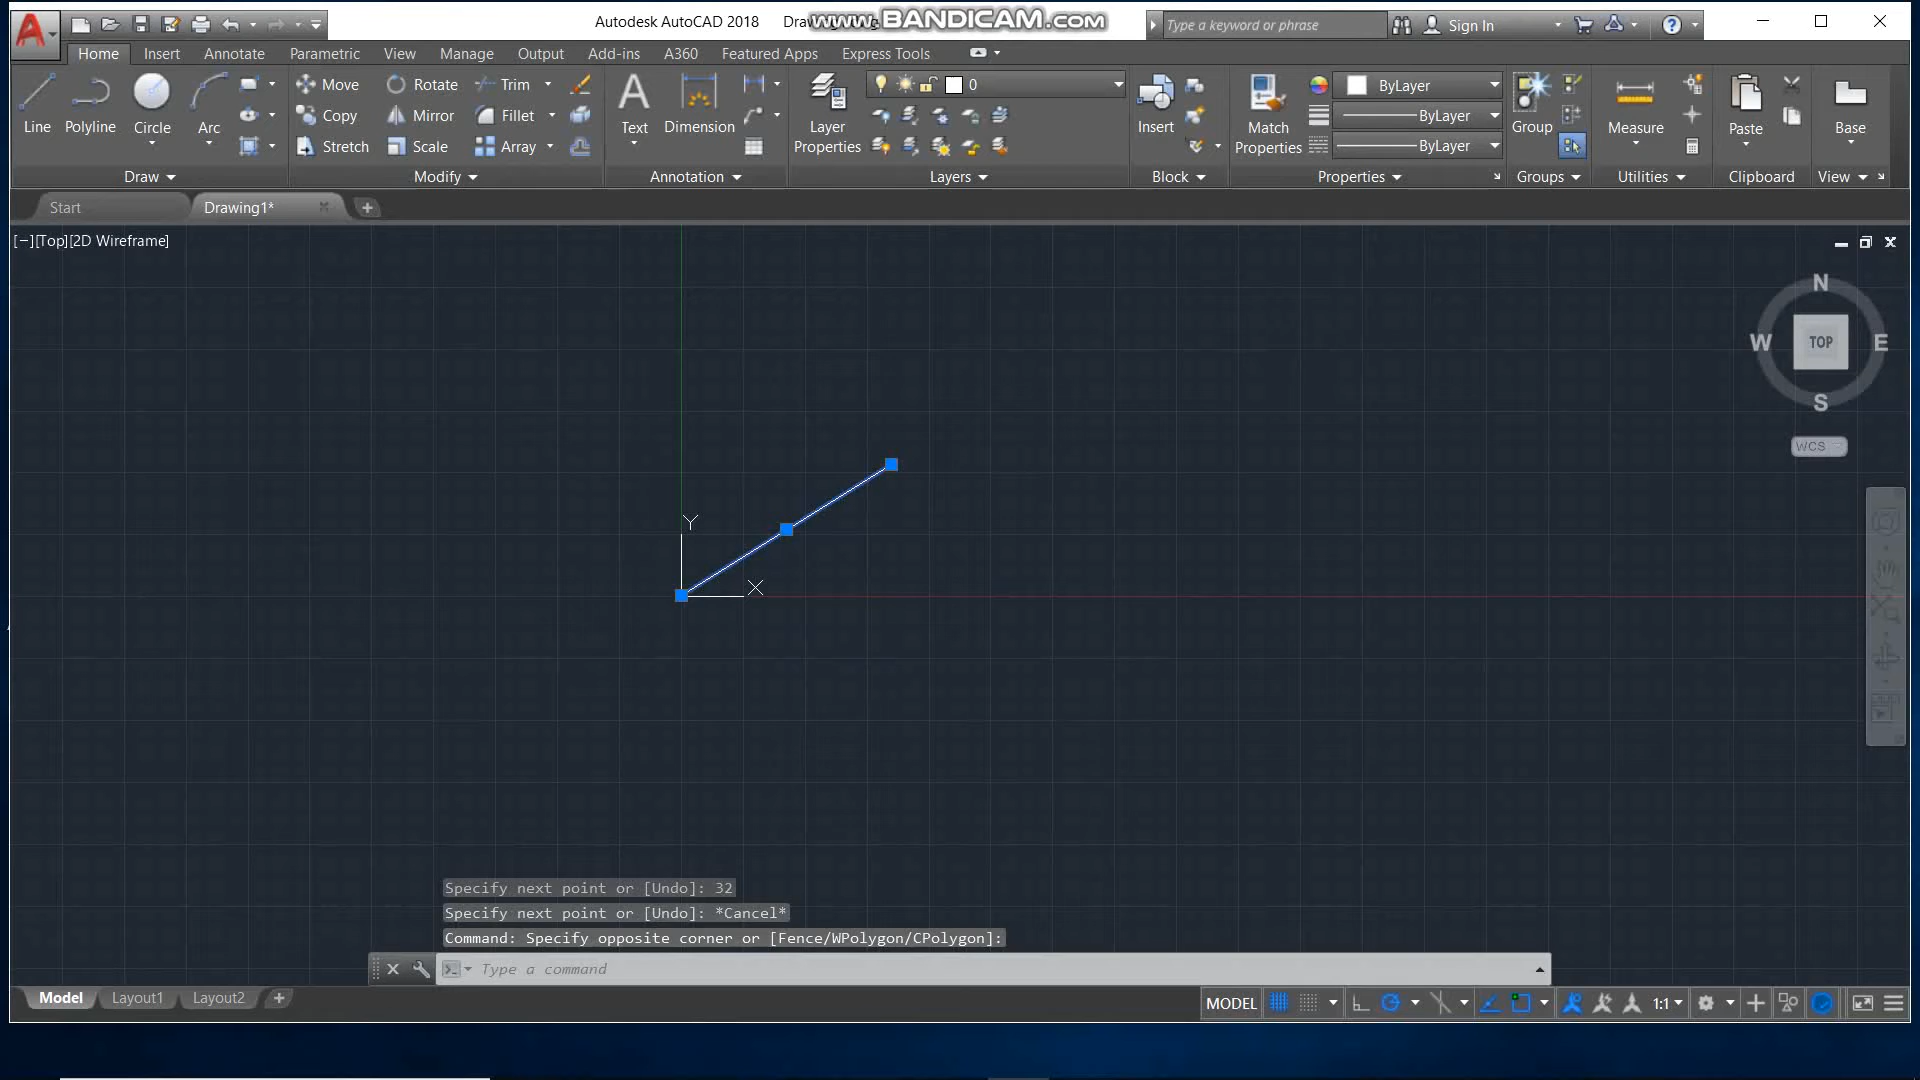 Autodesk AutoCAD 2018
www.BANDICAM.com
Type a keyword or phrase
Sign In
Home
Insert
Annotate
Parametric
View
Manage
Output
Add-ins
A360
Featured Apps
Express Tools
Line
Polyline
Circle
Arc
Move
Copy
Stretch
Rotate
Mirror
Scale
Trim
Fillet
Array
Text
Dimension
Layer
Properties
0
Insert
Match
Properties
ByLayer
ByLayer
ByLayer
Group
Measure
Paste
Base
Draw
Modify
Annotation
Layers
Block
Properties
Groups
Utilities
Clipboard
View
Start
Drawing1*
[−][Top][2D Wireframe]
N
W
TOP
E
S
WCS
Y
X
Specify next point or [Undo]: 32
Specify next point or [Undo]: *Cancel*
Command: Specify opposite corner or [Fence/WPolygon/CPolygon]:
Type a command
Model
Layout1
Layout2
MODEL
1:1